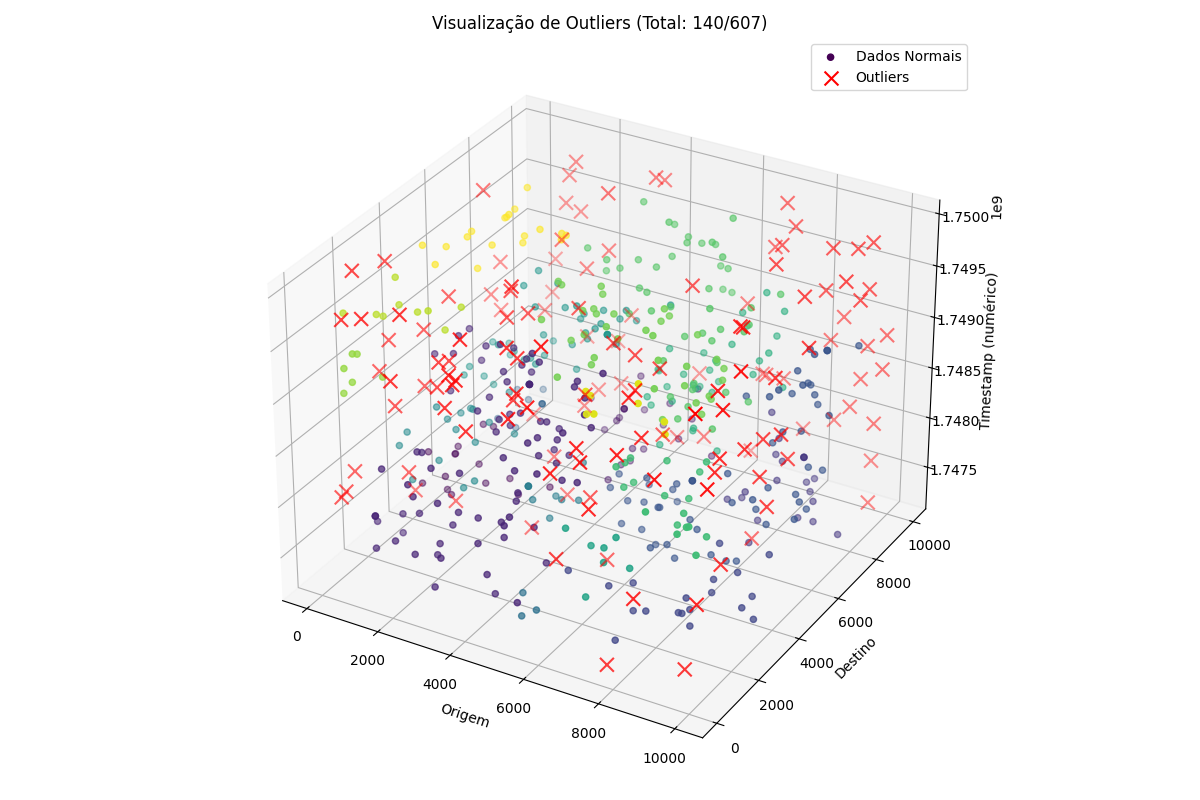 Visualização de Outliers (Total: 140/607)
Dados Normais
Outliers
1e9
1.7500
1.7495
1.7490
1.7485
1.7480
1.7475
Timestamp (numérico)
10000
8000
6000
4000
2000
0
Destino
0
2000
4000
6000
8000
10000
Origem